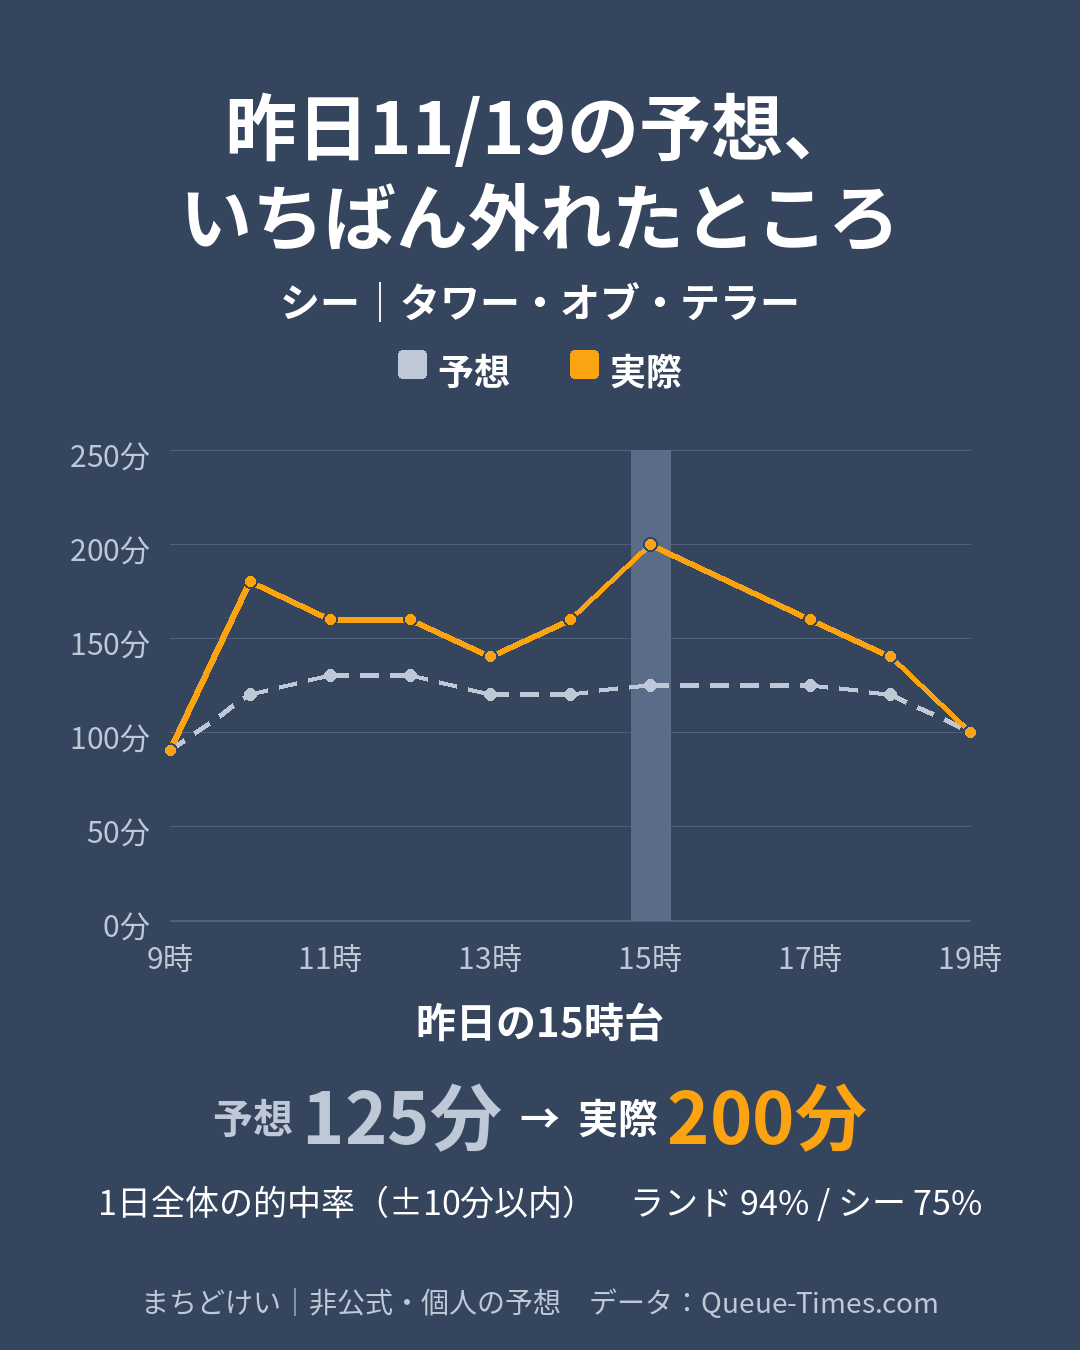 昨日11/19の予想、
いちばん外れたところ
シー｜タワー・オブ・テラー
予想 実際
250分
200分
150分
100分
50分
0分
9時 11時 13時 15時 17時 19時
昨日の15時台
予想 125分 → 実際 200分
1日全体の的中率（±10分以内） ランド 94% / シー 75%
まちどけい｜非公式・個人の予想 データ：Queue-Times.com